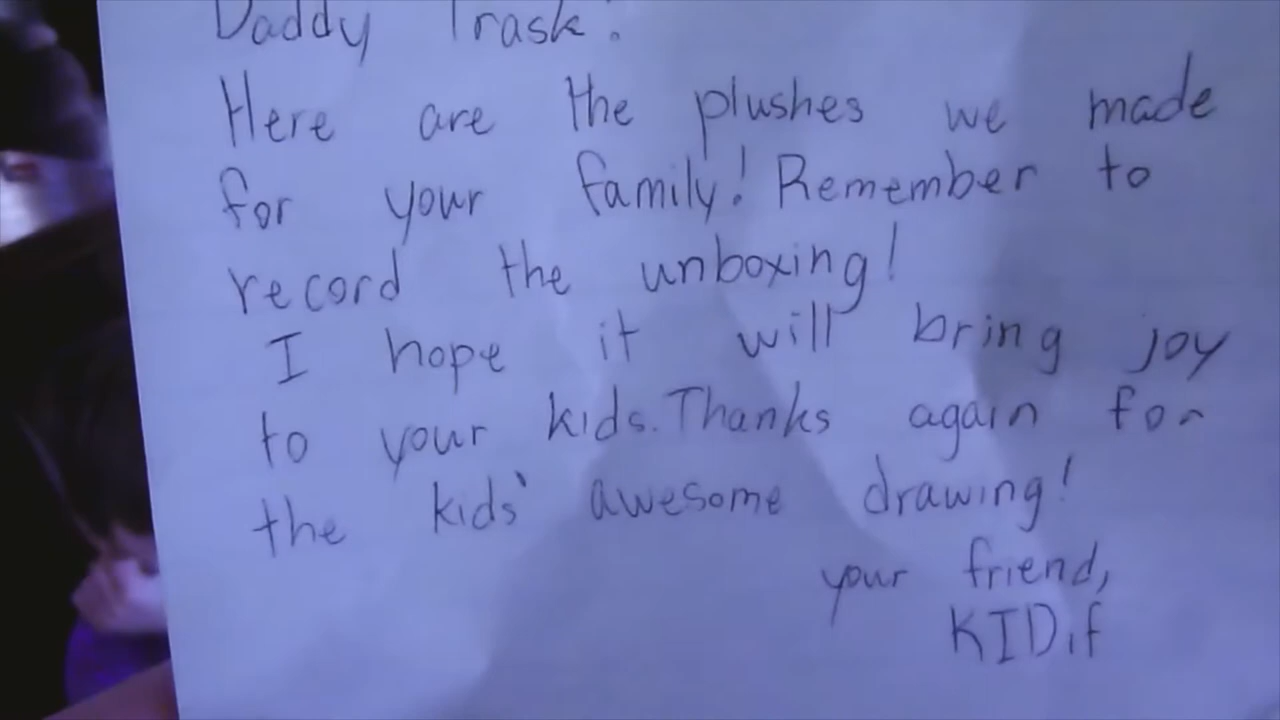 Daddy Trask:
Here are the plushes we made
for your family! Remember to
record the unboxing!
I hope it will bring joy
to your kids. Thanks again for
the kids' awesome drawing!
your friend,
KIDif